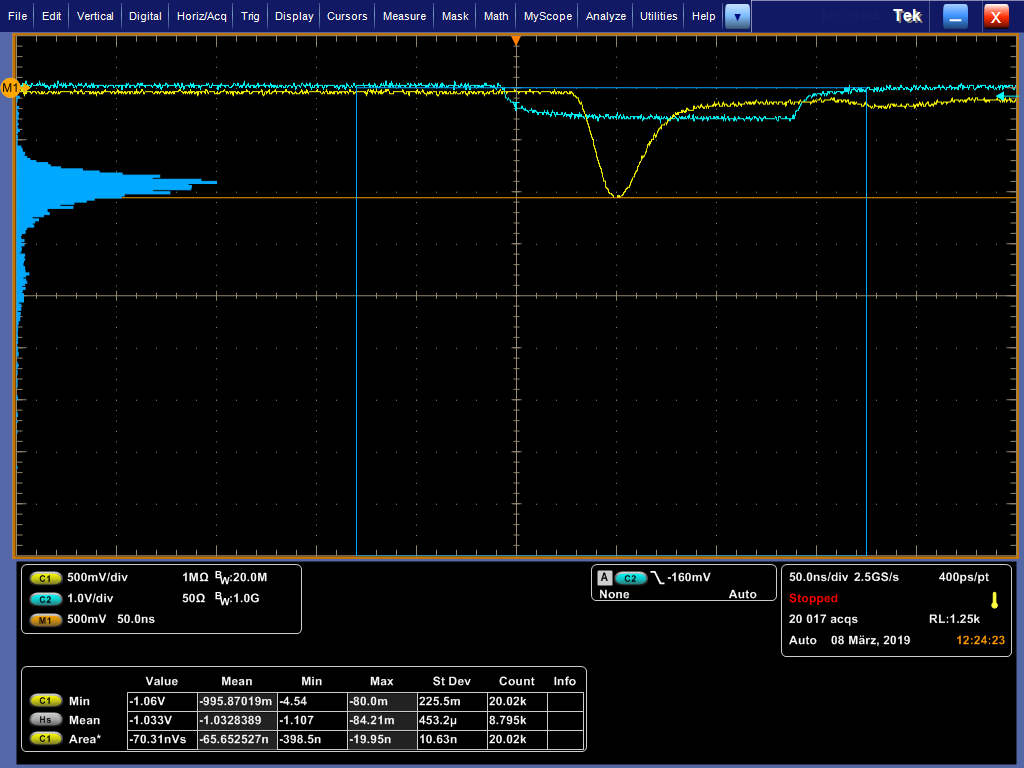 File Edit Vertical Digital Horiz/Acq Trig Display Cursors Measure Mask Math MyScope Analyze Utilities Help Tek X
M1
C1 500mV/div 1MΩ BW:20.0M
C2 1.0V/div 50Ω BW:1.0G
M1 500mV 50.0ns
A C2 -160mV
None Auto
50.0ns/div 2.5GS/s 400ps/pt
Stopped
20 017 acqs RL:1.25k
Auto 08 März, 2019 12:24:23
Value Mean Min Max St Dev Count Info
C1 Min -1.06V -995.87019m -4.54 -80.0m 225.5m 20.02k
Hs Mean -1.033V -1.0328389 -1.107 -84.21m 453.2µ 8.795k
C1 Area* -70.31nVs -65.652527n -398.5n -19.95n 10.63n 20.02k